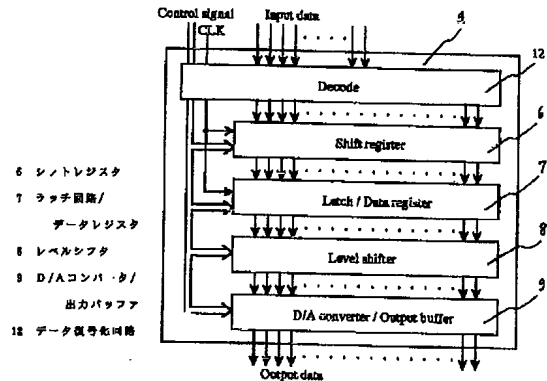 Control signal
CLK
Input data
4
Decode
12
6
Shift register
6 シフトレジスタ
7
7 ラッチ回路/
データレジスタ
Latch / Data register
8
8 レベルシフタ
Level shifter
9 D/Aコンバータ/
出力バッファ
9
D/A converter / Output buffer
12 データ復号化回路
Output data